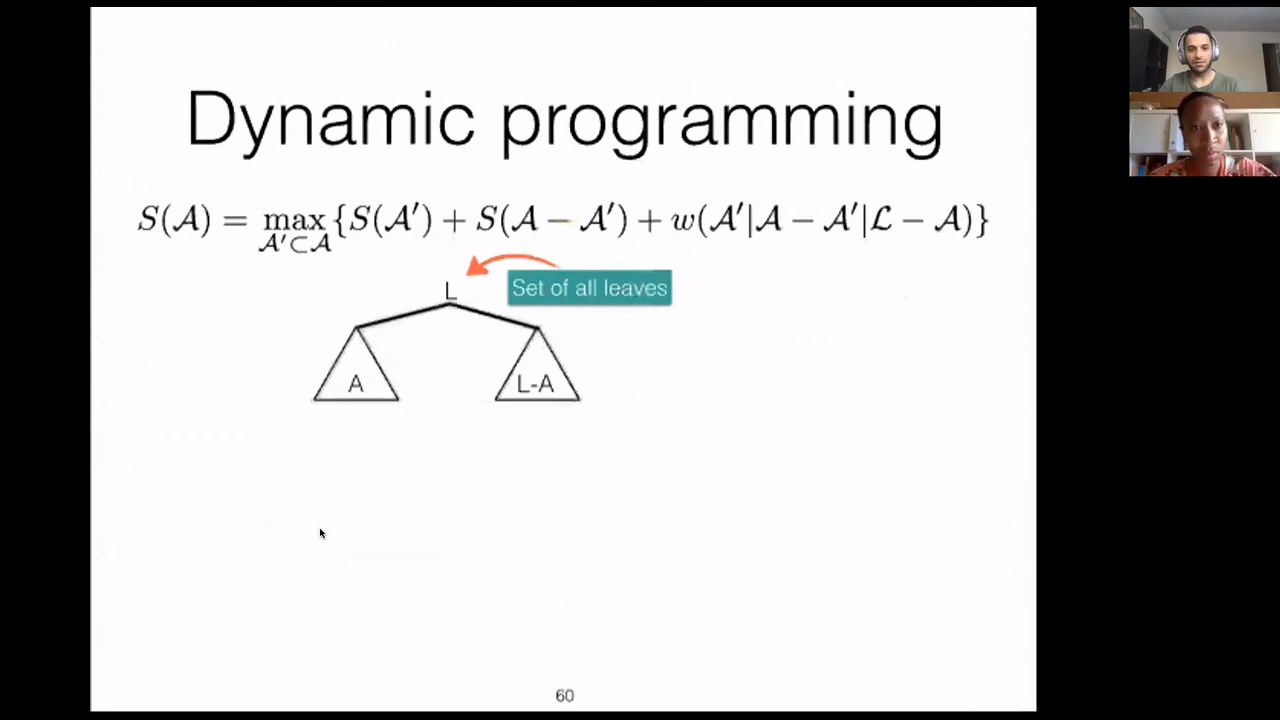 Dynamic programming
S(𝒜) = max_{𝒜′⊂𝒜} {S(𝒜′) + S(𝒜 − 𝒜′) + w(𝒜′|𝒜 − 𝒜′|ℒ − 𝒜)}
L
Set of all leaves
A
L-A
60